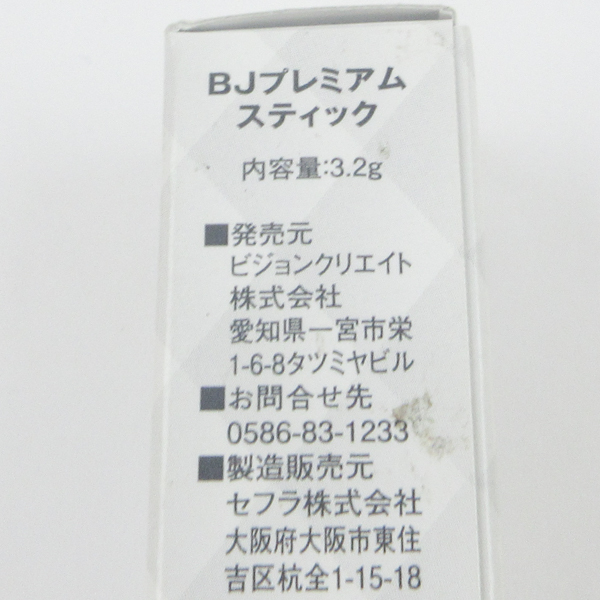 BJプレミアム
スティック
内容量:3.2g
■発売元
ビジョンクリエイト
株式会社
愛知県一宮市栄
1-6-8タツミヤビル
■お問合せ先
0586-83-1233
■製造販売元
セフラ株式会社
大阪府大阪市東住
吉区杭全1-15-18